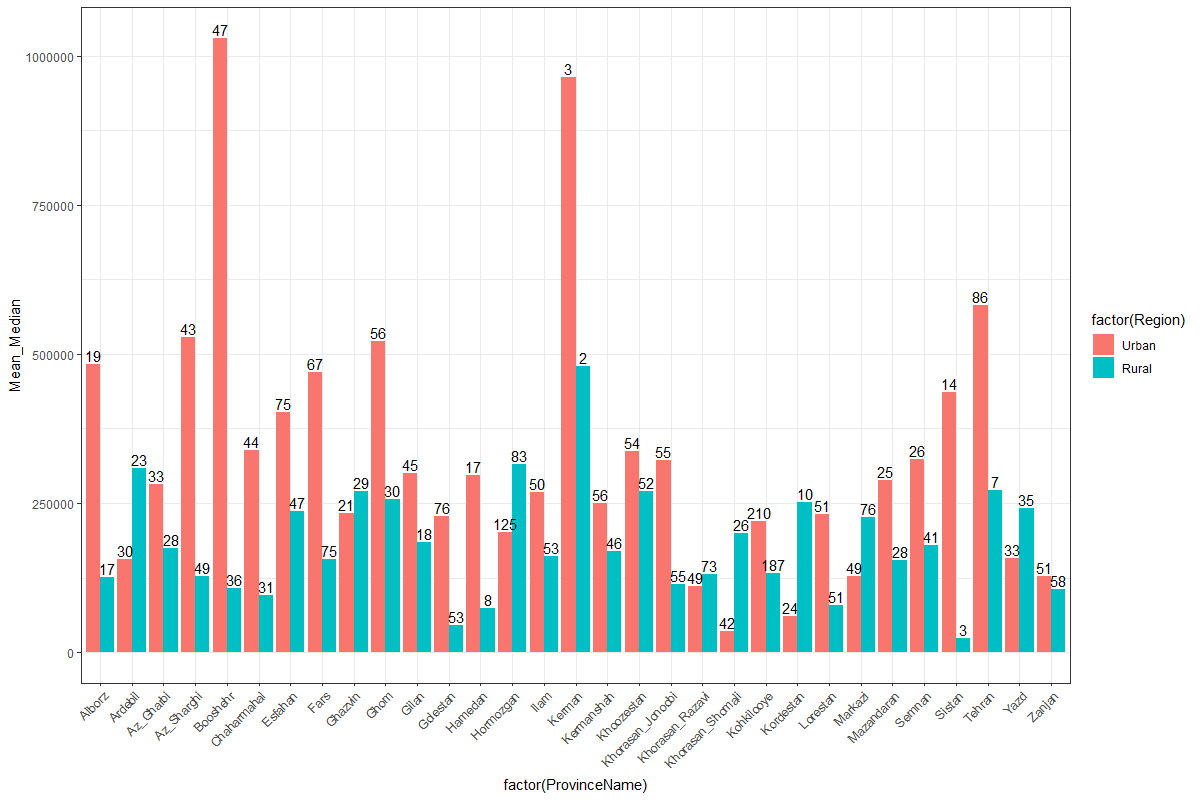 Mean_Median
1000000
750000
500000
250000
0
19
17
30
23
33
28
43
49
47
36
44
31
75
47
67
75
21
29
56
30
45
18
76
53
17
8
125
83
50
53
3
2
56
46
54
52
55
55
49
73
42
26
210
187
24
10
51
51
49
76
25
28
26
41
14
3
86
7
33
35
51
58
Alborz
Ardebil
Az_Gharbi
Az_Sharghi
Booshehr
Chaharmahal
Esfahan
Fars
Ghazvin
Ghom
Gilan
Golestan
Hamedan
Hormozgan
Ilam
Kerman
Kermanshah
Khoozestan
Khorasan_Jonoobi
Khorasan_Razavi
Khorasan_Shomali
Kohkilooye
Kordestan
Lorestan
Markazi
Mazandaran
Semnan
Sistan
Tehran
Yazd
Zanjan
factor(ProvinceName)
factor(Region)
Urban
Rural